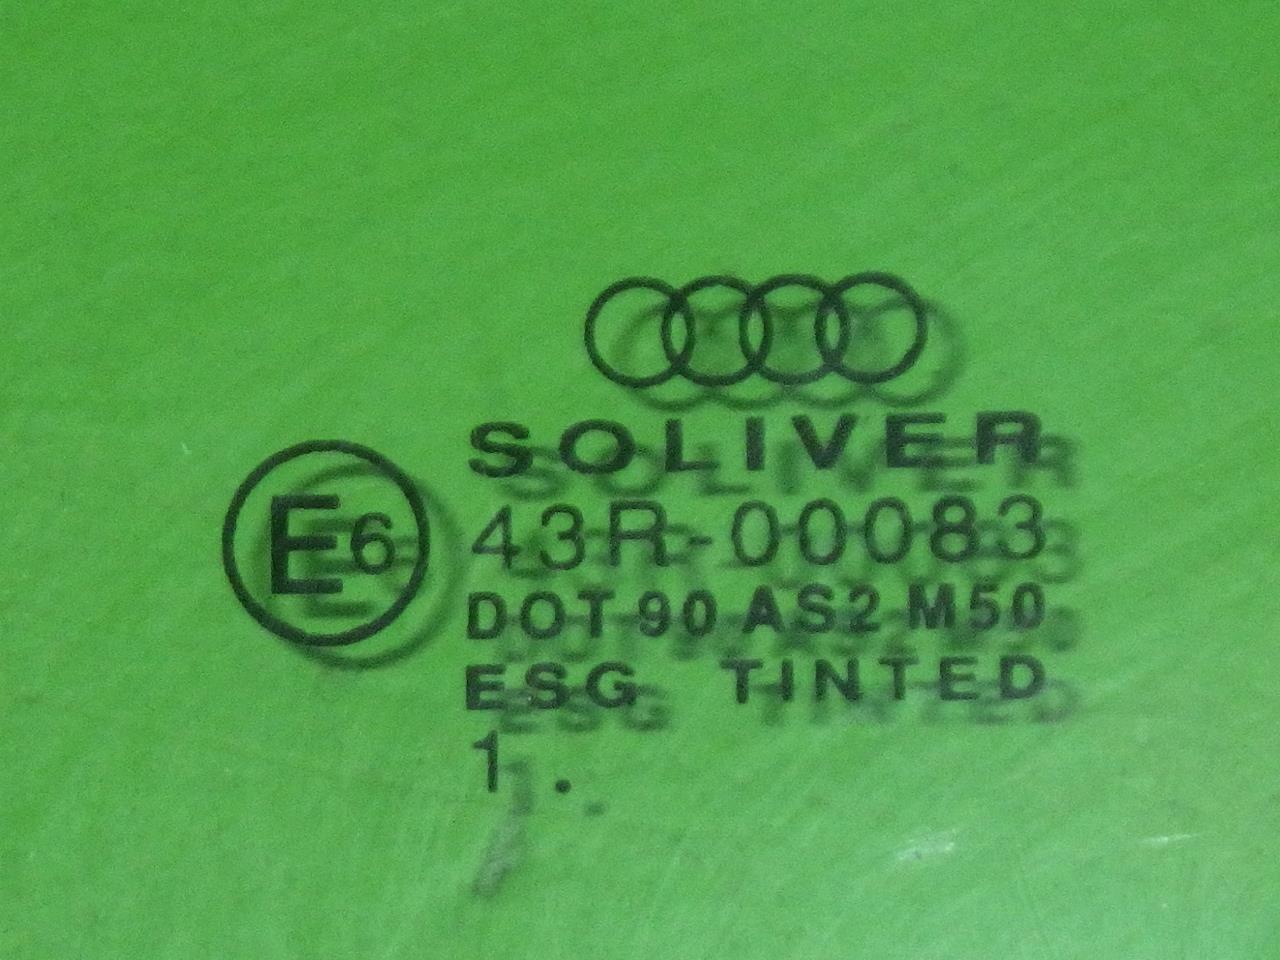 SOLIVER
E6
43R-00083
DOT 90 AS2 M50
ESG TINTED
1 .